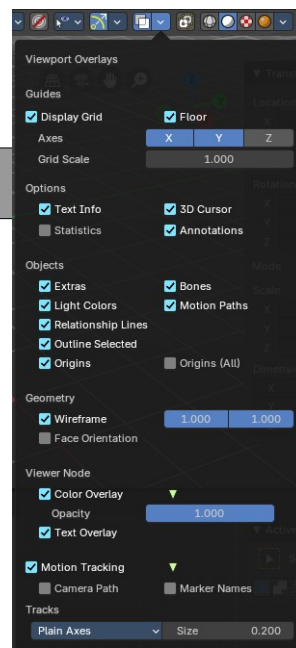 Viewport Overlays
Guides
Display Grid Floor
Axes X Y Z
Grid Scale 1.000
Options
Text Info 3D Cursor
Statistics Annotations
Objects
Extras Bones
Light Colors Motion Paths
Relationship Lines
Outline Selected
Origins Origins (All)
Geometry
Wireframe 1.000 1.000
Face Orientation
Viewer Node
Color Overlay
Opacity 1.000
Text Overlay
Motion Tracking
Camera Path Marker Names
Tracks
Plain Axes Size 0.200